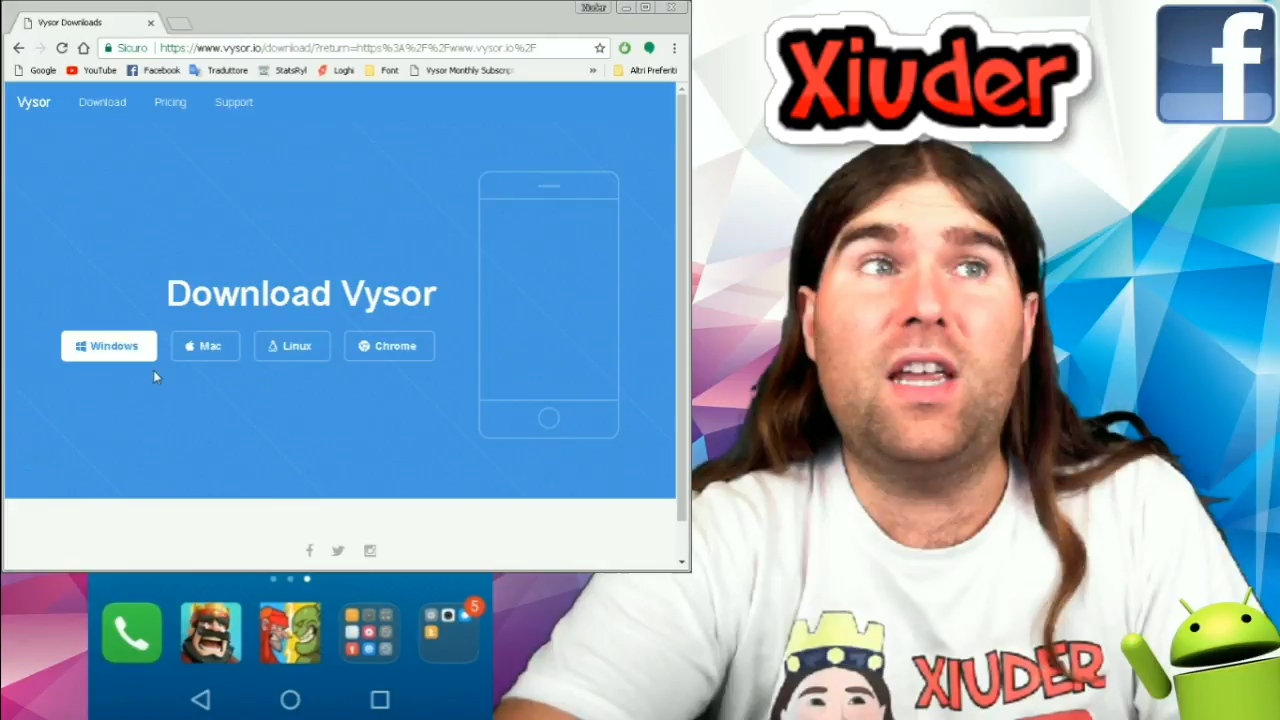 Vysor Downloads
Xiuder
Sicuro
https://www.vysor.io/download/?return=https%3A%2F%2Fwww.vysor.io%2F
Google YouTube Facebook Traduttore StatsRyl Loghi Font Vysor Monthly Subscrip » Altri Preferiti
Vysor Download Pricing Support
Download Vysor
Windows Mac Linux Chrome
5
Xiuder
f
XIUDER